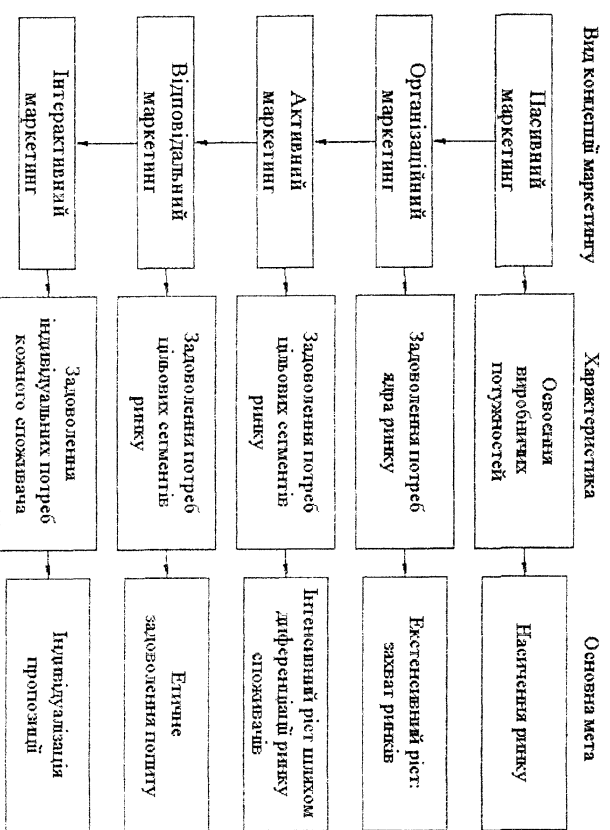 Вид концепції маркетингу
Характеристика
Основна мета
Пасивний
маркетинг
Освоєння
виробничих
потужностей
Насичення ринку
Організаційний
маркетинг
Задоволення потреб
ядра ринку
Екстенсивний ріст:
захват ринків
Активний
маркетинг
Задоволення потреб
цільових сегментів
ринку
Інтенсивний ріст шляхом
диференціації ринку
споживачів
Відповідальний
маркетинг
Задоволення потреб
цільових сегментів
ринку
Етичне
задоволення попиту
Інтерактивний
маркетинг
Задоволення
індивідуальних потреб
кожного споживача
Індивідуалізація
пропозиції